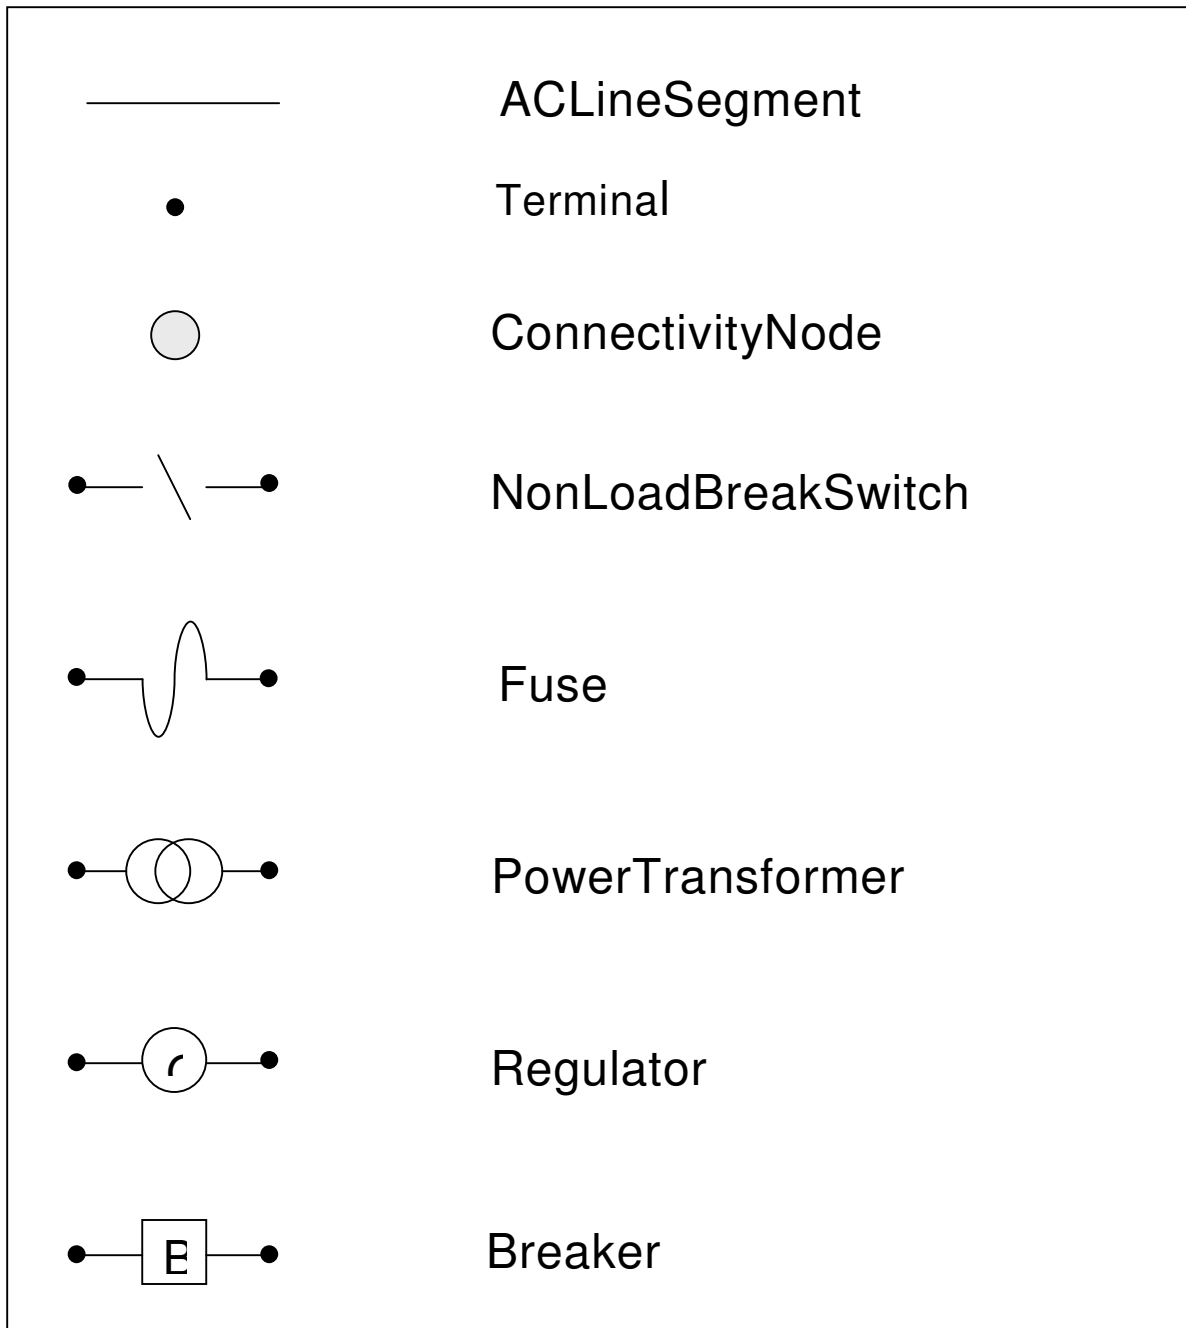 ACLineSegment
Terminal
ConnectivityNode
NonLoadBreakSwitch
Fuse
PowerTransformer
r Regulator
B Breaker